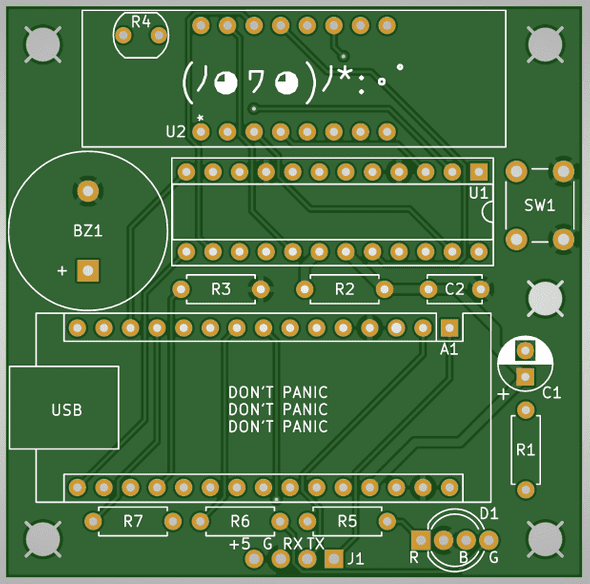 R4
(ノ◕ヮ◕)ノ*:・゚
*
U2
U1
SW1
BZ1
+
R3
R2
C2
A1
C1
+
USB
DON'T PANIC
DON'T PANIC
DON'T PANIC
R1
R7
R6
R5
D1
+5 G RX TX
J1
R B G